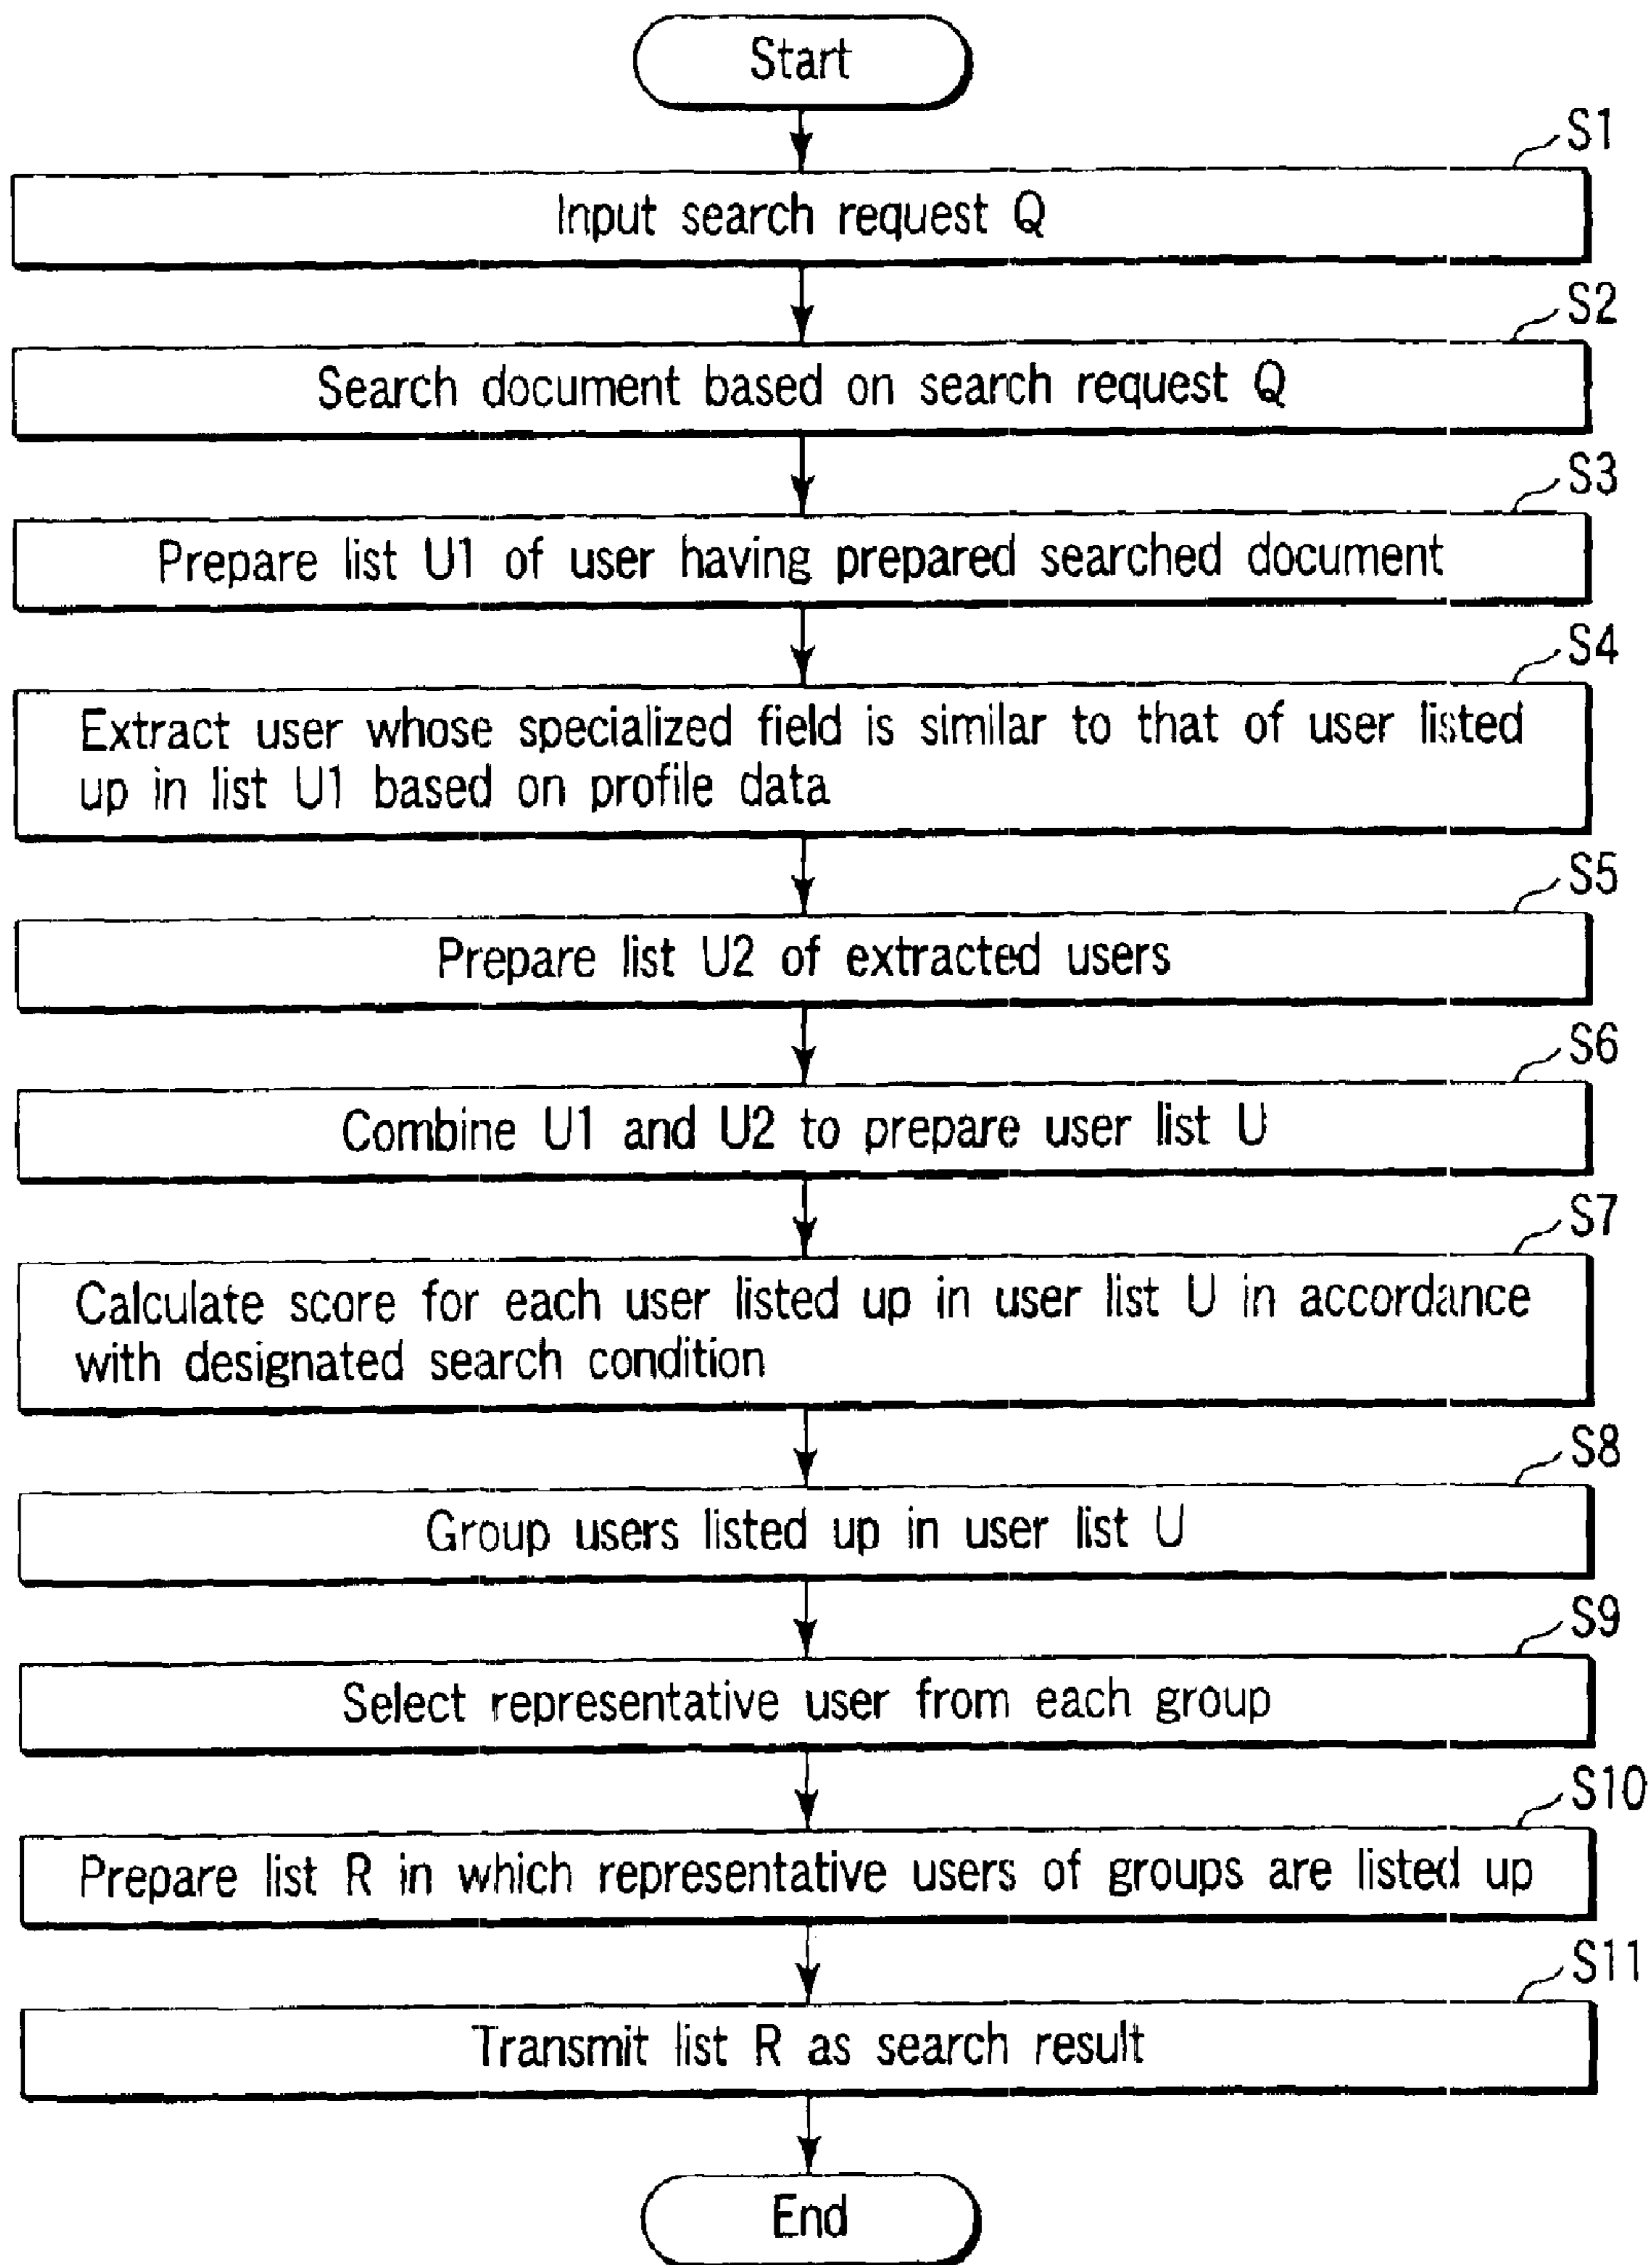 Start
S1
Input search request Q
S2
Search document based on search request Q
S3
Prepare list U1 of user having prepared searched document
S4
Extract user whose specialized field is similar to that of user listed
up in list U1 based on profile data
S5
Prepare list U2 of extracted users
S6
Combine U1 and U2 to prepare user list U
S7
Calculate score for each user listed up in user list U in accordance
with designated search condition
S8
Group users listed up in user list U
S9
Select representative user from each group
S10
Prepare list R in which representative users of groups are listed up
S11
Transmit list R as search result
End